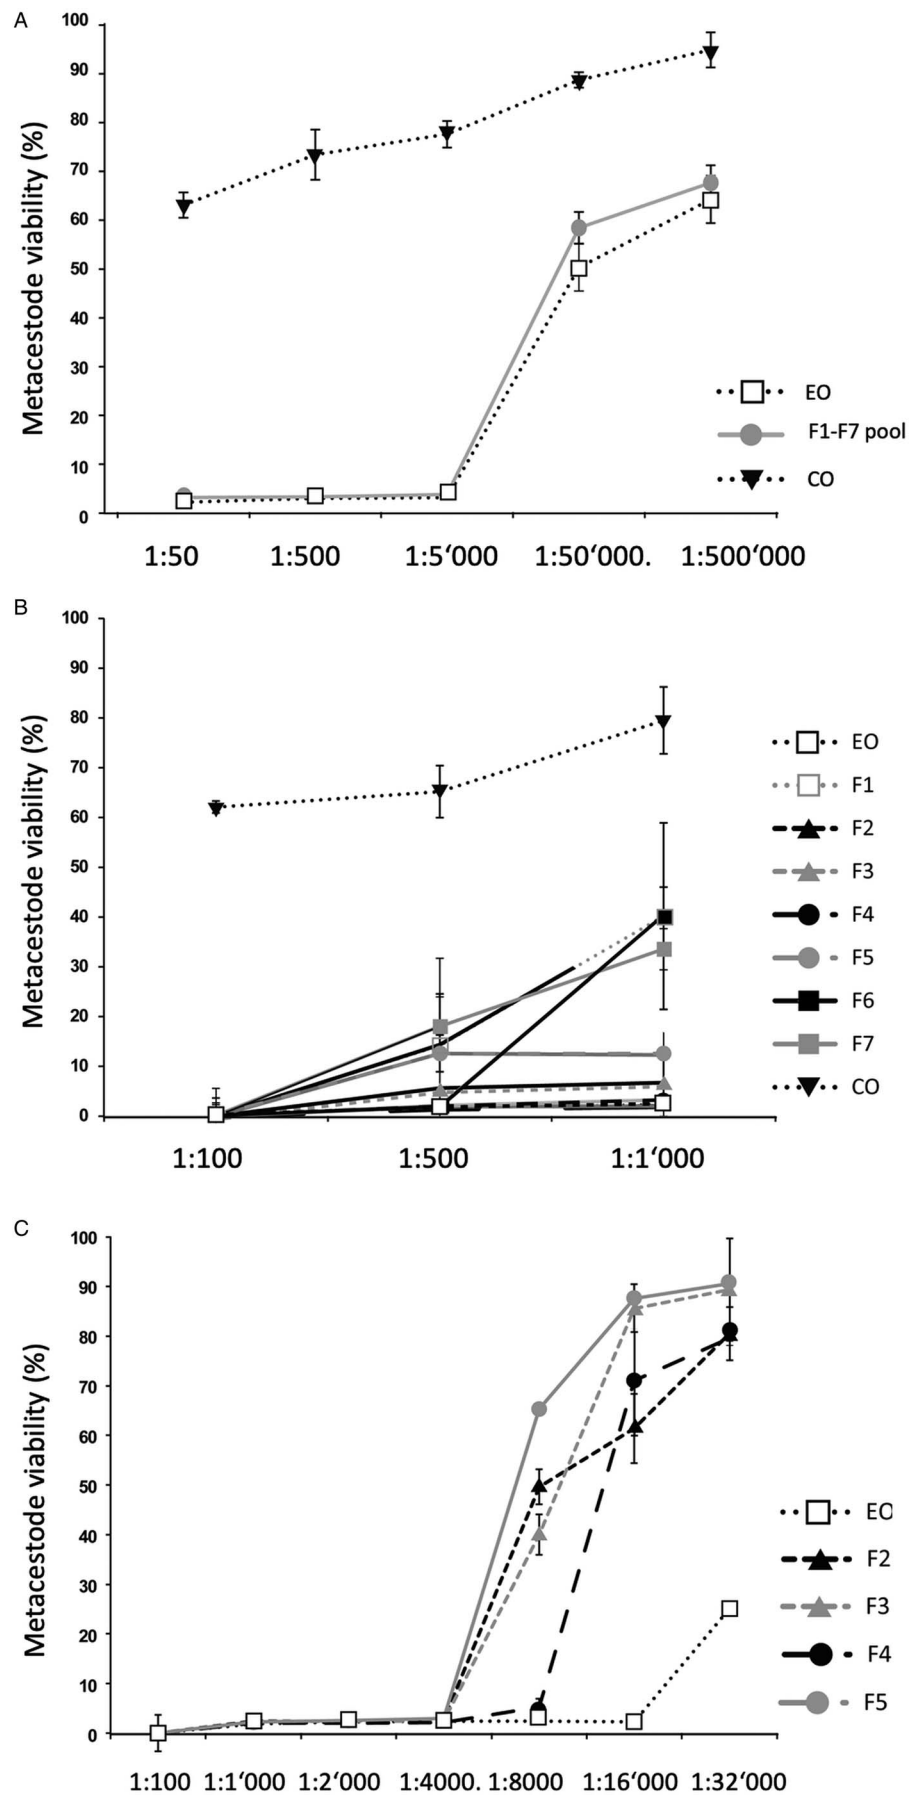 A
Metacestode viability (%)
100
90
80
70
60
50
40
30
20
10
0
1:50 1:500 1:5‘000 1:50‘000. 1:500‘000
EO
F1-F7 pool
CO
B
Metacestode viability (%)
100
90
80
70
60
50
40
30
20
10
0
1:100 1:500 1:1‘000
EO
F1
F2
F3
F4
F5
F6
F7
CO
C
Metacestode viability (%)
100
90
80
70
60
50
40
30
20
10
0
1:100 1:1‘000 1:2‘000 1:4000. 1:8000 1:16‘000 1:32‘000
EO
F2
F3
F4
F5